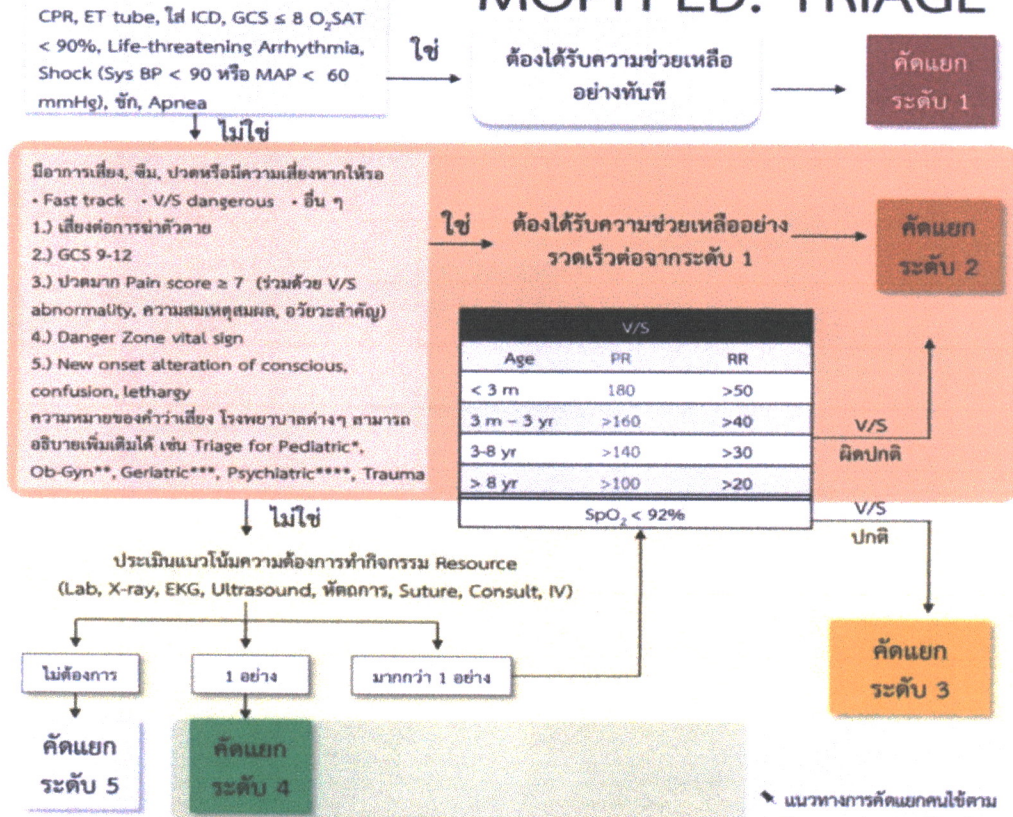 MOPH ED. TRIAGE
CPR, ET tube, ใส่ ICD, GCS ≤ 8 O₂SAT
< 90%, Life-threatening Arrhythmia,
Shock (Sys BP < 90 หรือ MAP < 60
mmHg), ชัก, Apnea
ใช่
ต้องได้รับความช่วยเหลือ
อย่างทันที
คัดแยก
ระดับ 1
ไม่ใช่
มีอาการเสี่ยง, ซึม, ปวดหรือมีความเสี่ยงหากให้รอ
• Fast track • V/S dangerous • อื่น ๆ
1.) เสี่ยงต่อการฆ่าตัวตาย
2.) GCS 9-12
3.) ปวดมาก Pain score ≥ 7 (ร่วมด้วย V/S
abnormality, ความสมเหตุสมผล, อวัยวะสำคัญ)
4.) Danger Zone vital sign
5.) New onset alteration of conscious,
confusion, lethargy
ความหมายของคำว่าเสี่ยง โรงพยาบาลต่างๆ สามารถ
อธิบายเพิ่มเติมได้ เช่น Triage for Pediatric*,
Ob-Gyn**, Geriatric***, Psychiatric****, Trauma
ใช่
ต้องได้รับความช่วยเหลืออย่าง
รวดเร็วต่อจากระดับ 1
คัดแยก
ระดับ 2
V/S
Age PR RR
< 3 m 180 >50
3 m – 3 yr >160 >40
3-8 yr >140 >30
> 8 yr >100 >20
SpO₂ < 92%
V/S
ผิดปกติ
V/S
ปกติ
ไม่ใช่
ประเมินแนวโน้มความต้องการทำกิจกรรม Resource
(Lab, X-ray, EKG, Ultrasound, หัตถการ, Suture, Consult, IV)
ไม่ต้องการ
1 อย่าง
มากกว่า 1 อย่าง
คัดแยก
ระดับ 3
คัดแยก
ระดับ 5
คัดแยก
ระดับ 4
แนวทางการคัดแยกคนไข้ตาม